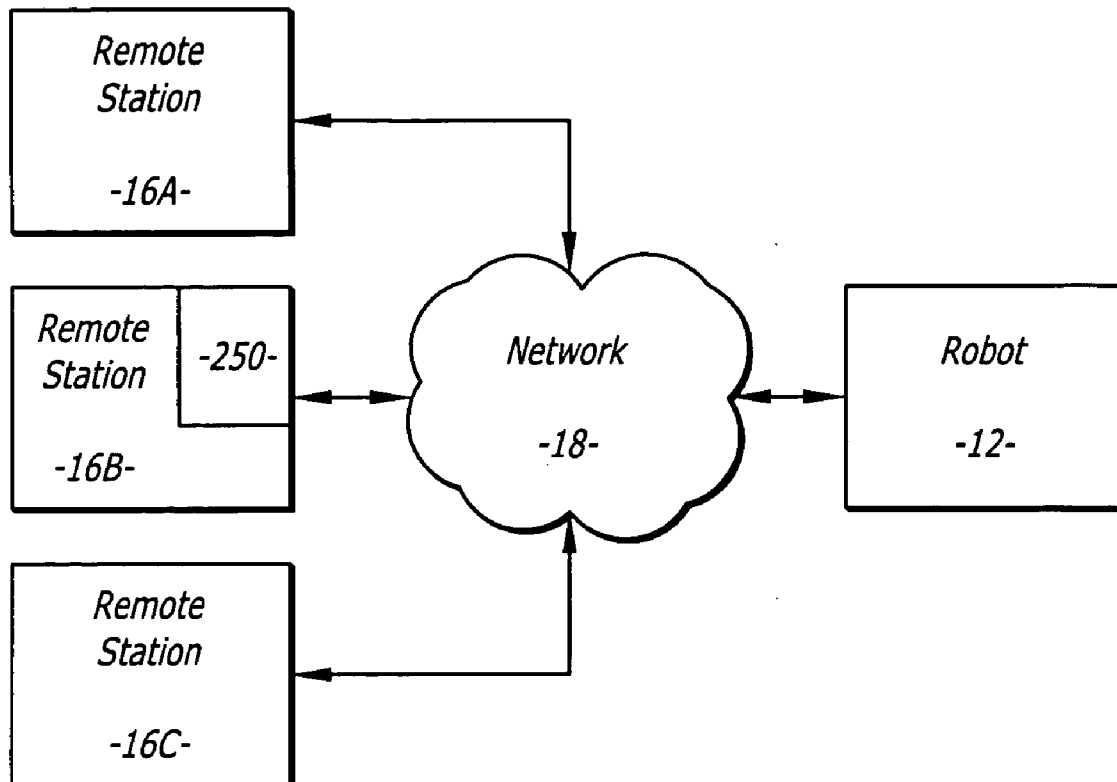 Remote
Station
-16A-
Remote
Station
-250-
-16B-
Remote
Station
-16C-
Network
-18-
Robot
-12-